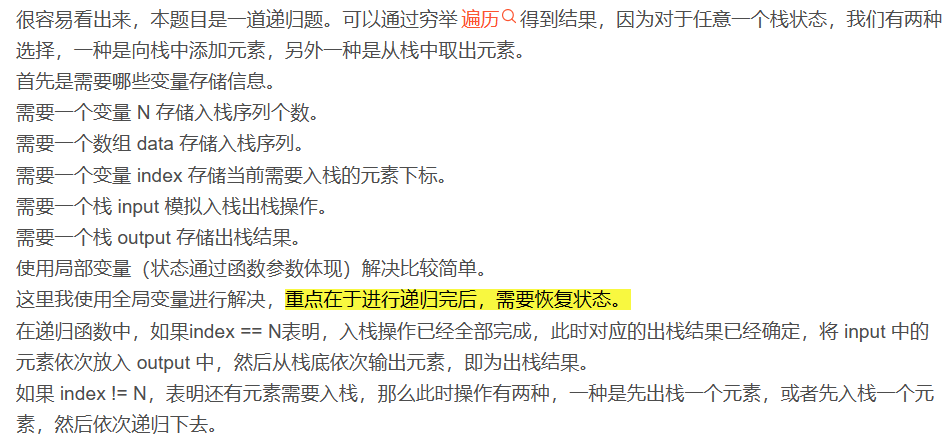 很容易看出来，本题目是一道递归题。可以通过穷举 遍历 得到结果，因为对于任意一个栈状态，我们有两种
选择，一种是向栈中添加元素，另外一种是从栈中取出元素。
首先是需要哪些变量存储信息。
需要一个变量 N 存储入栈序列个数。
需要一个数组 data 存储入栈序列。
需要一个变量 index 存储当前需要入栈的元素下标。
需要一个栈 input 模拟入栈出栈操作。
需要一个栈 output 存储出栈结果。
使用局部变量（状态通过函数参数体现）解决比较简单。
这里我使用全局变量进行解决，重点在于进行递归完后，需要恢复状态。
在递归函数中，如果index == N表明，入栈操作已经全部完成，此时对应的出栈结果已经确定，将 input 中的
元素依次放入 output 中，然后从栈底依次输出元素，即为出栈结果。
如果 index != N，表明还有元素需要入栈，那么此时操作有两种，一种是先出栈一个元素，或者先入栈一个元
素，然后依次递归下去。